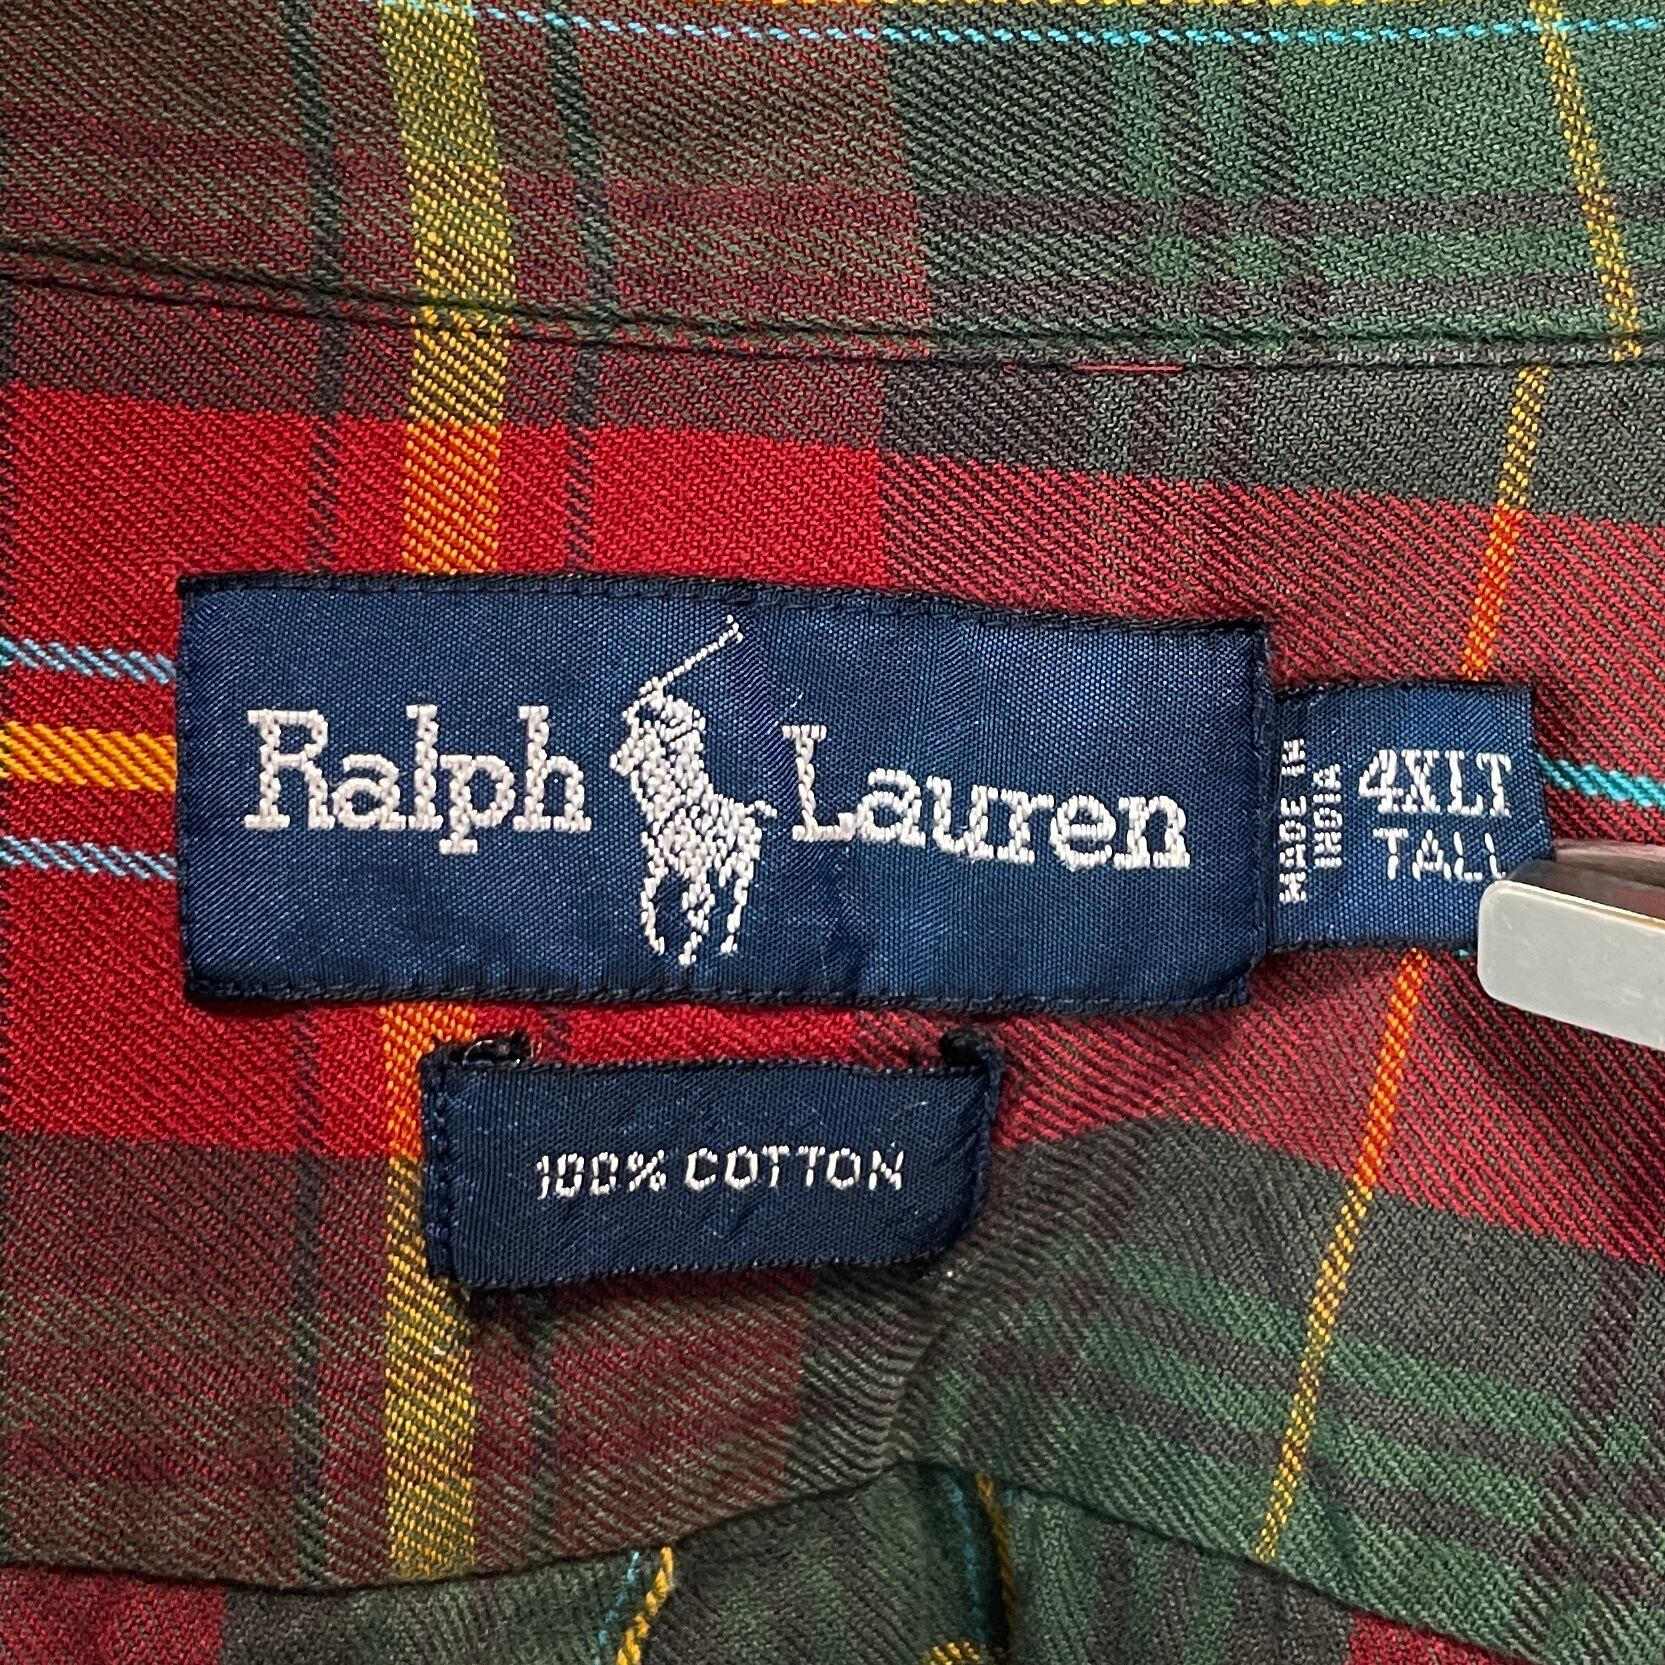 Ralph Lauren
MADE IN
INDIA
4XLT
TALL
100% COTTON